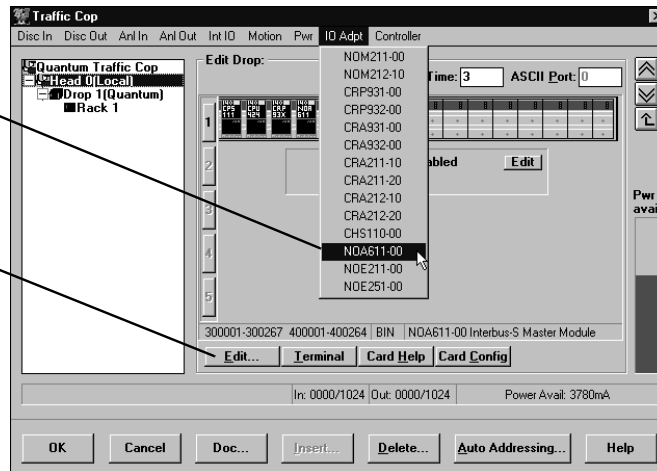 Traffic Cop
Disc In Disc Out Anl In Anl Out Int IO Motion Pwr IO Adpt Controller
Quantum Traffic Cop
Head 0(Local)
Drop 1(Quantum)
Rack 1
Edit Drop:
Time: 3 ASCII Port: 0
NOM211-00
NOM212-10
CRP931-00
CRP932-00
CRA931-00
CRA932-00
CRA211-10
CRA211-20
CRA212-10
CRA212-20
CHS110-00
NOA611-00
NOE211-00
NOE251-00
1
140 CPS 111
140 CPU 424
140 CRP 93X
140 NOA 611
2
abled Edit
3
4
5
Pwr
avai
300001-300267 400001-400264 BIN NOA611-00 Interbus-S Master Module
Edit... Terminal Card Help Card Config
In: 0000/1024 Out: 0000/1024 Power Avail: 3780mA
OK Cancel Doc... Insert... Delete... Auto Addressing... Help